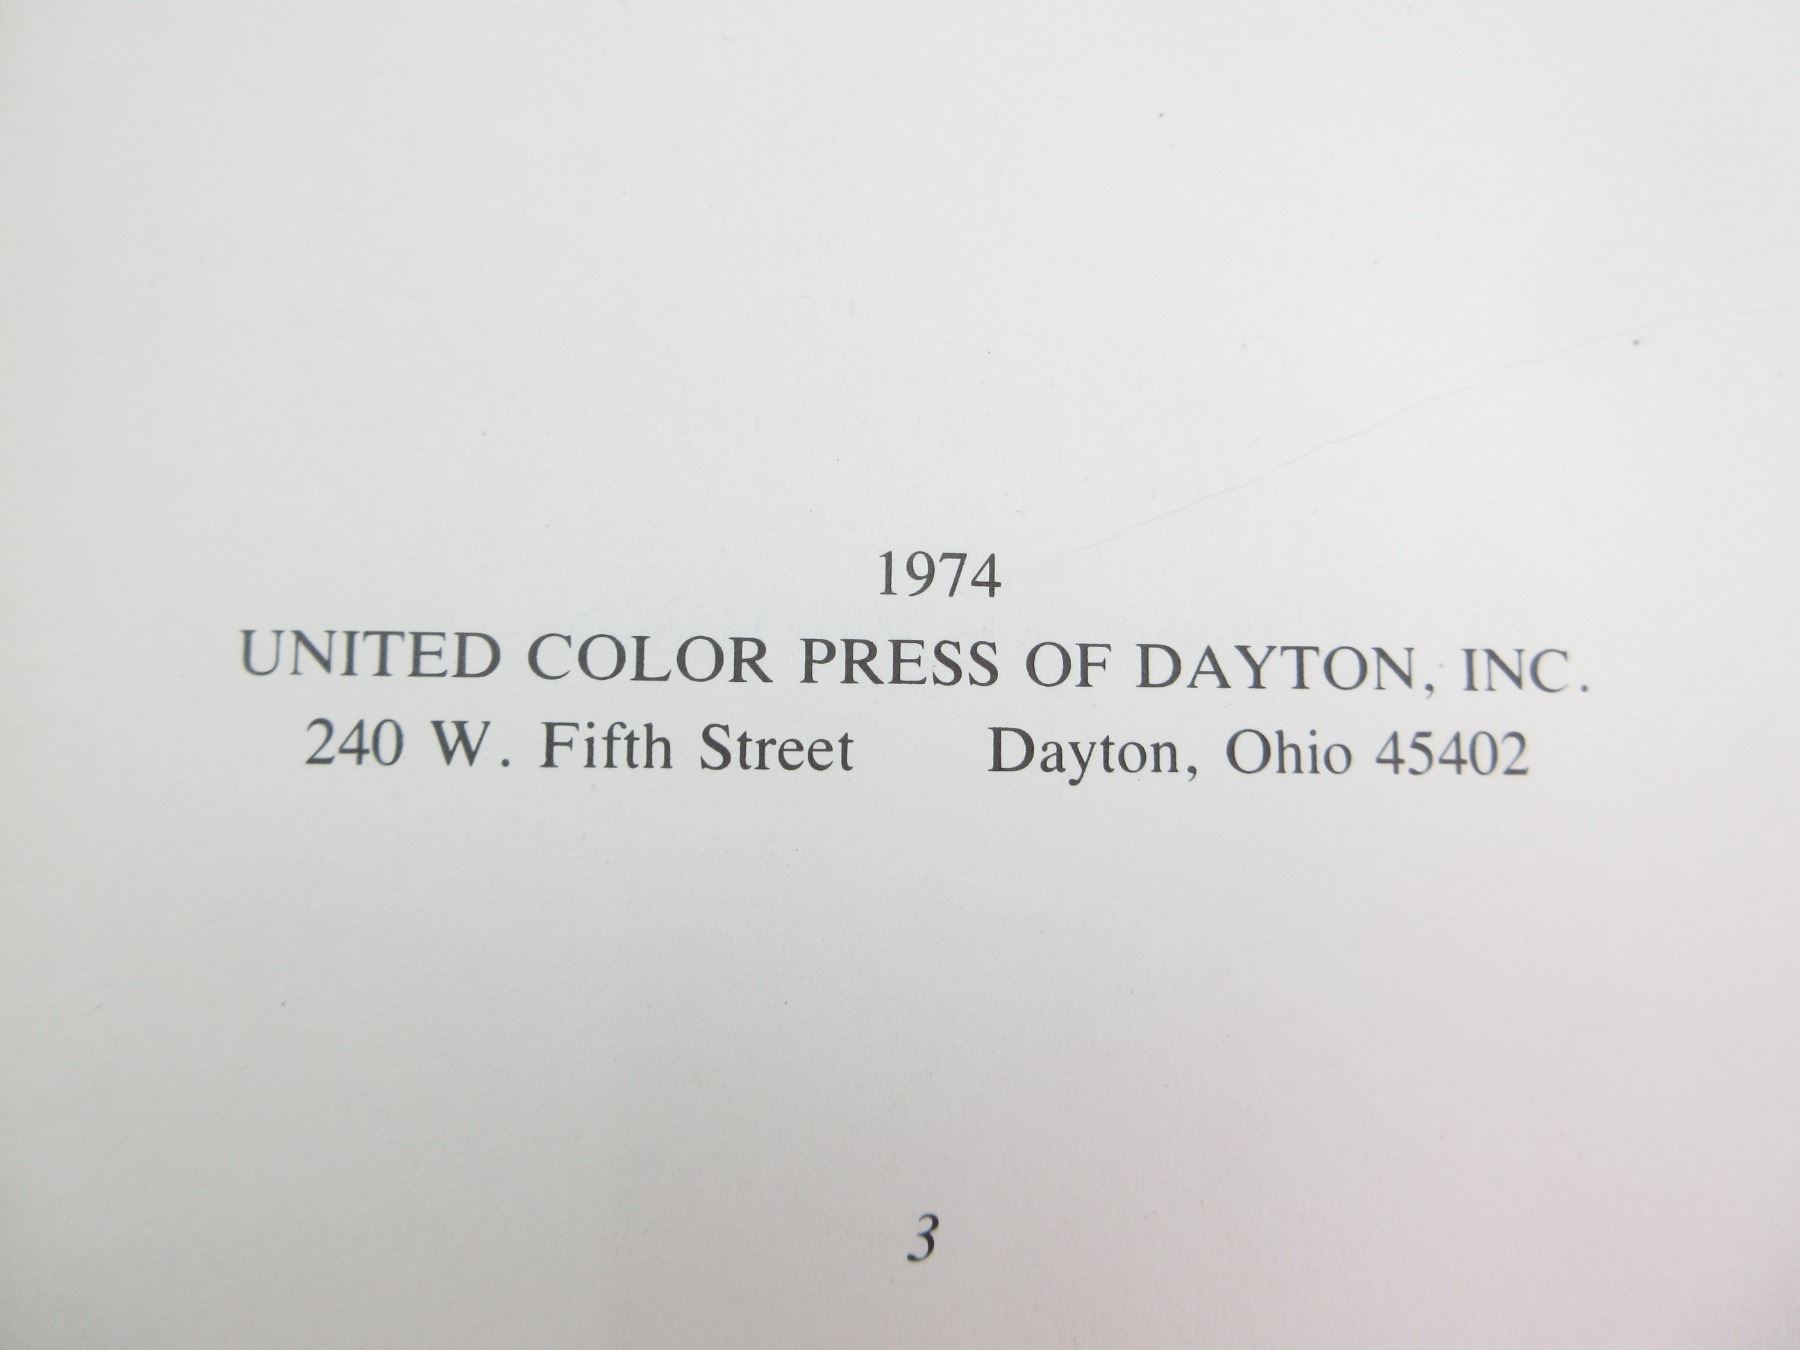 1974
UNITED COLOR PRESS OF DAYTON, INC.
240 W. Fifth Street Dayton, Ohio 45402
3